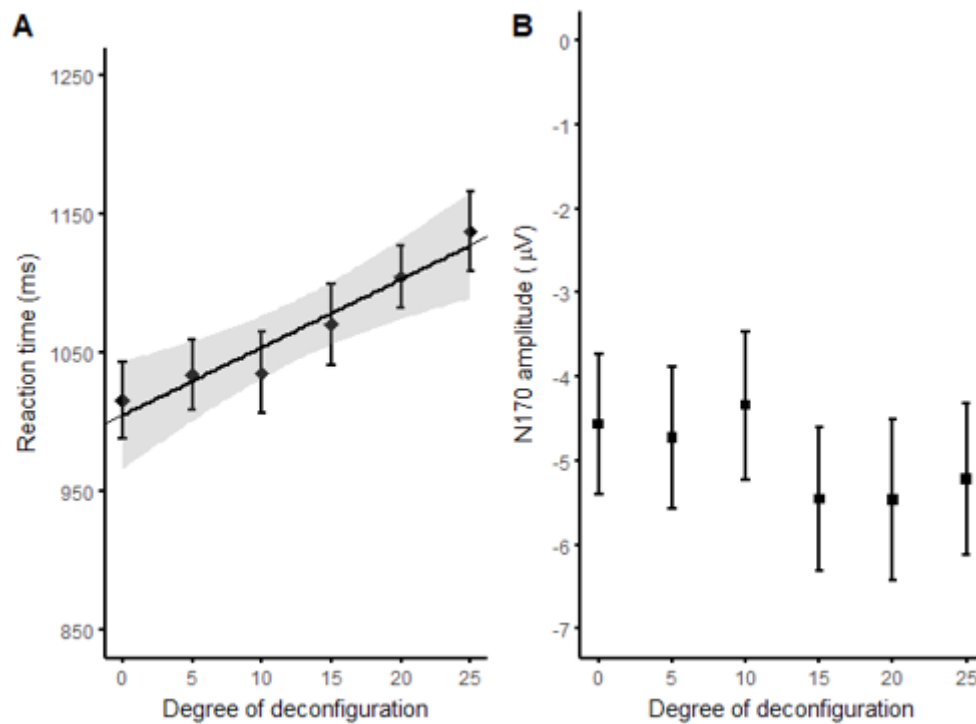 A
Reaction time (ms)
1250
1150
1050
950
850
0 5 10 15 20 25
Degree of deconfiguration
B
N170 amplitude ( μV)
0
-1
-2
-3
-4
-5
-6
-7
0 5 10 15 20 25
Degree of deconfiguration